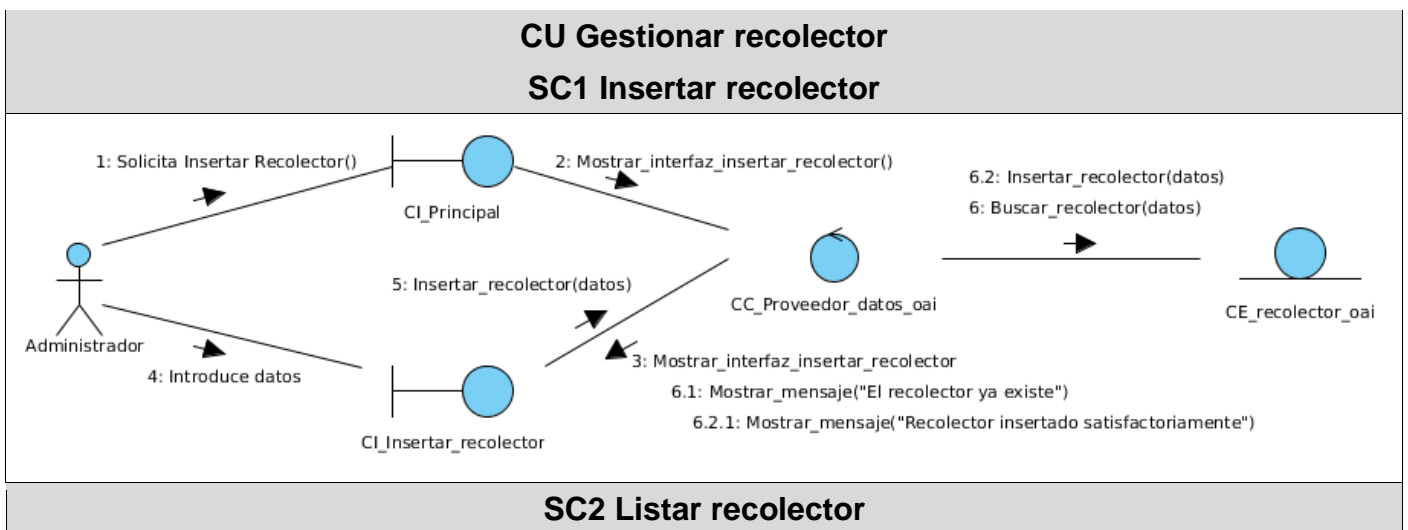 CU Gestionar recolector
SC1 Insertar recolector
1: Solicita Insertar Recolector()
2: Mostrar_interfaz_insertar_recolector()
6.2: Insertar_recolector(datos)
6: Buscar_recolector(datos)
CI_Principal
5: Insertar_recolector(datos)
CC_Proveedor_datos_oai
CE_recolector_oai
Administrador
4: Introduce datos
3: Mostrar_interfaz_insertar_recolector
6.1: Mostrar_mensaje("El recolector ya existe")
6.2.1: Mostrar_mensaje("Recolector insertado satisfactoriamente")
CI_Insertar_recolector
SC2 Listar recolector